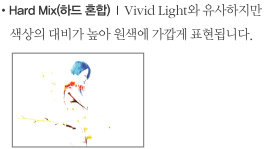 • Hard Mix(하드 혼합) | Vivid Light와 유사하지만
색상의 대비가 높아 원색에 가깝게 표현됩니다.